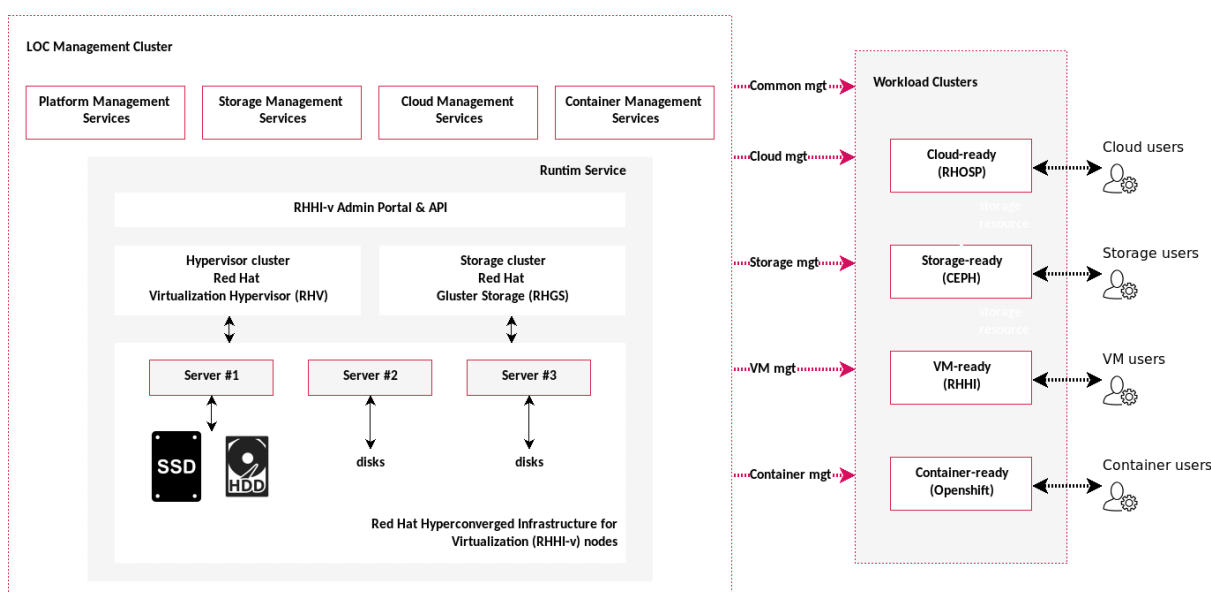 LOC Management Cluster
Platform Management
Services
Storage Management
Services
Cloud Management
Services
Container Management
Services
Runtim Service
RHHI-v Admin Portal & API
Hypervisor cluster
Red Hat
Virtualization Hypervisor (RHV)
Storage cluster
Red Hat
Gluster Storage (RHGS)
Server #1
Server #2
Server #3
SSD
HDD
disks
disks
Red Hat Hyperconverged Infrastructure for
Virtualization (RHHI-v) nodes
Common mgt
Cloud mgt
Storage mgt
VM mgt
Container mgt
Workload Clusters
Cloud-ready
(RHOSP)
storage
resource
Storage-ready
(CEPH)
storage
resource
VM-ready
(RHHI)
Container-ready
(Openshift)
Cloud users
Storage users
VM users
Container users